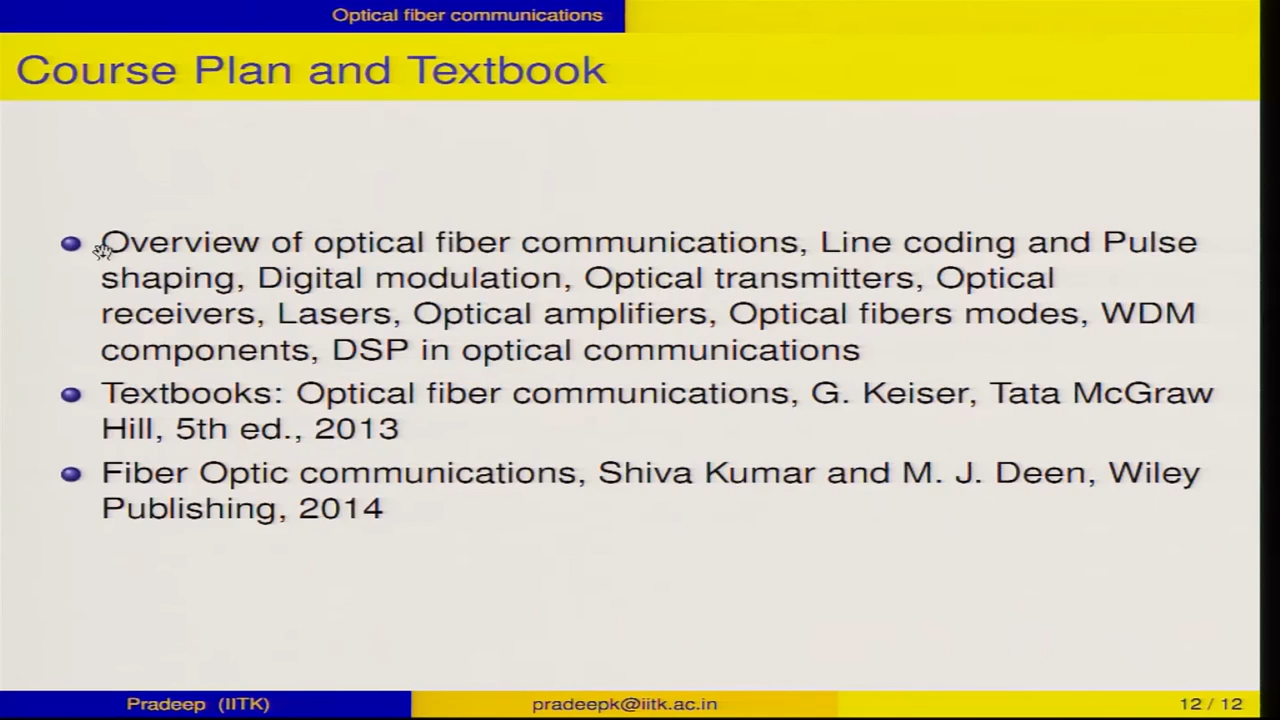 Optical fiber communications
Course Plan and Textbook
Overview of optical fiber communications, Line coding and Pulse
shaping, Digital modulation, Optical transmitters, Optical
receivers, Lasers, Optical amplifiers, Optical fibers modes, WDM
components, DSP in optical communications
Textbooks: Optical fiber communications, G. Keiser, Tata McGraw
Hill, 5th ed., 2013
Fiber Optic communications, Shiva Kumar and M. J. Deen, Wiley
Publishing, 2014
Pradeep (IITK) pradeepk@iitk.ac.in 12 / 12